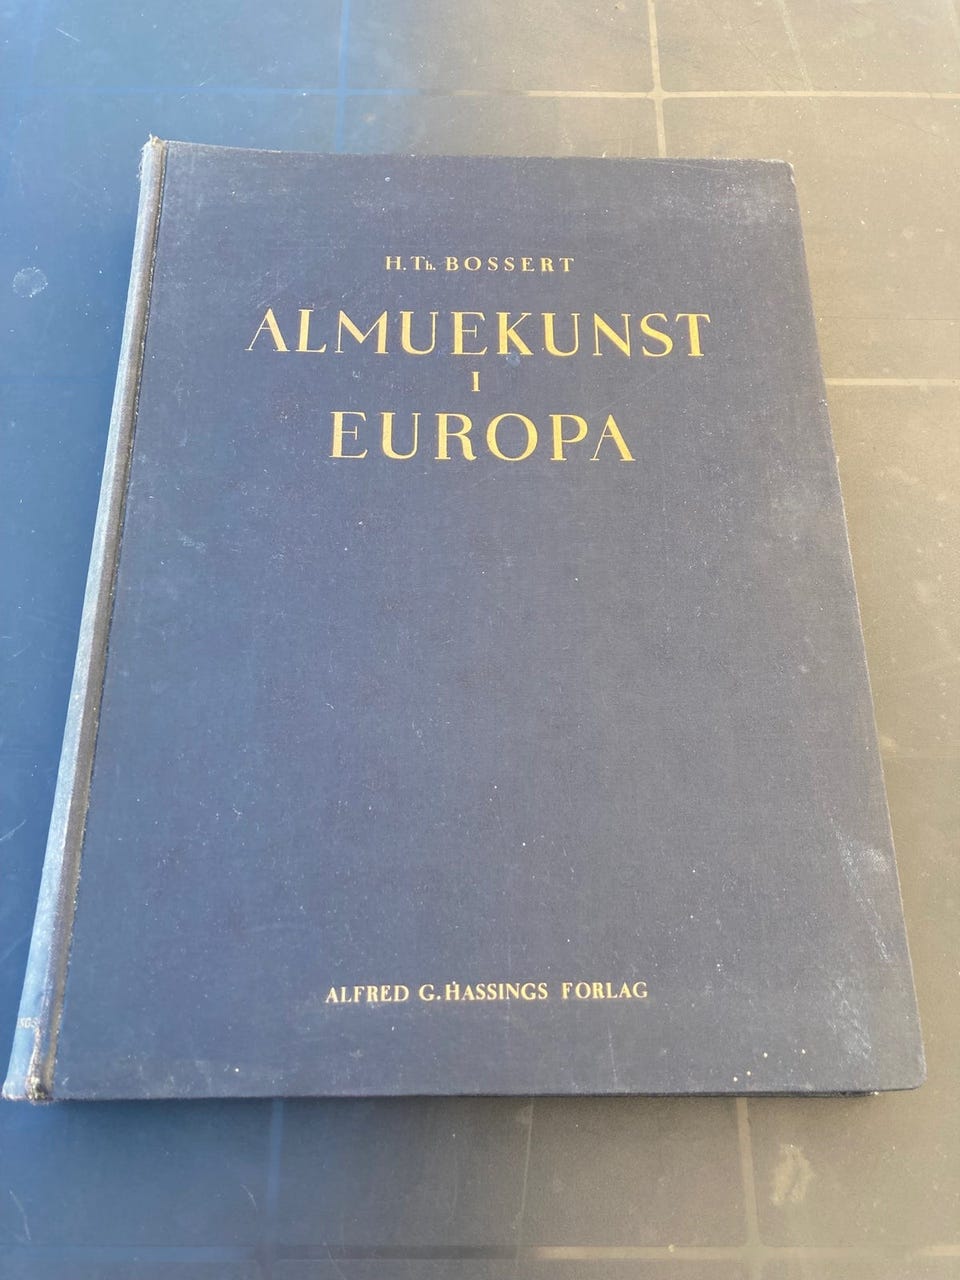 H. Th. BOSSERT
ALMUEKUNST
I
EUROPA
ALFRED G. HASSINGS FORLAG